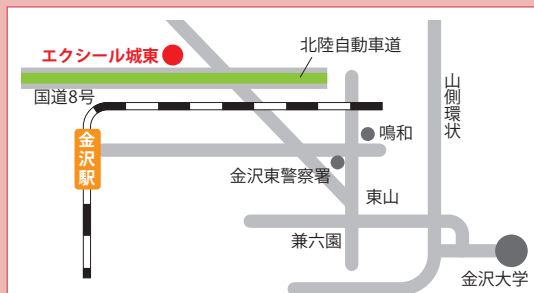 エクシール城東
北陸自動車道
国道8号
山側環状
金沢駅
鳴和
金沢東警察署
東山
兼六園
金沢大学